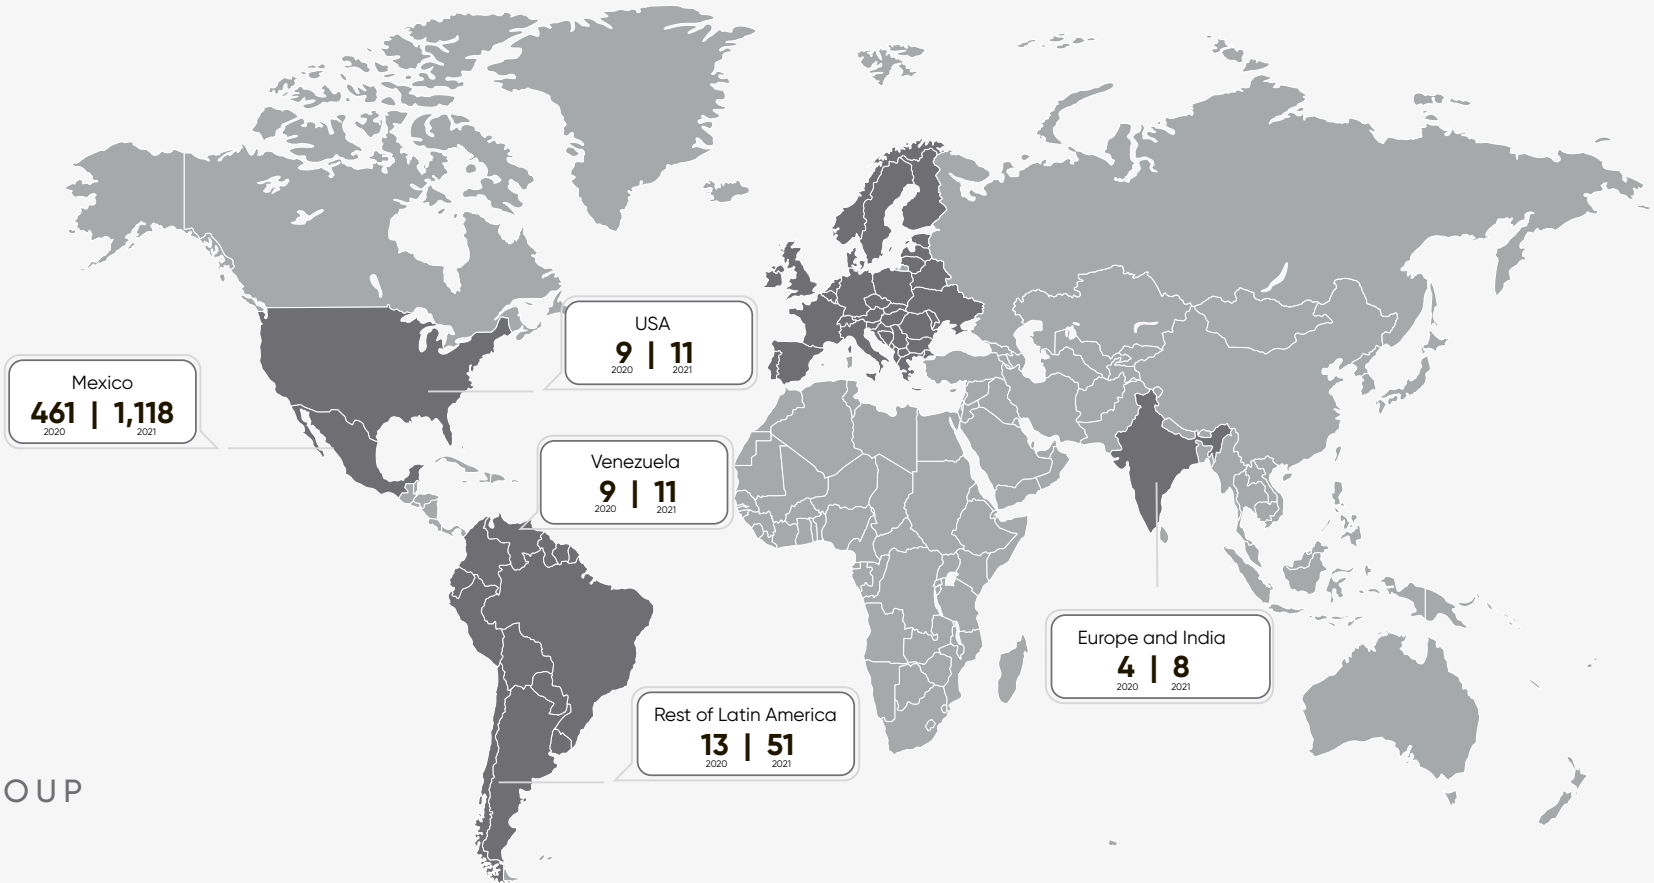 USA
9 | 11
2020 2021
Mexico
461 | 1,118
2020 2021
Venezuela
9 | 11
2020 2021
Europe and India
4 | 8
2020 2021
Rest of Latin America
13 | 51
2020 2021
OUP